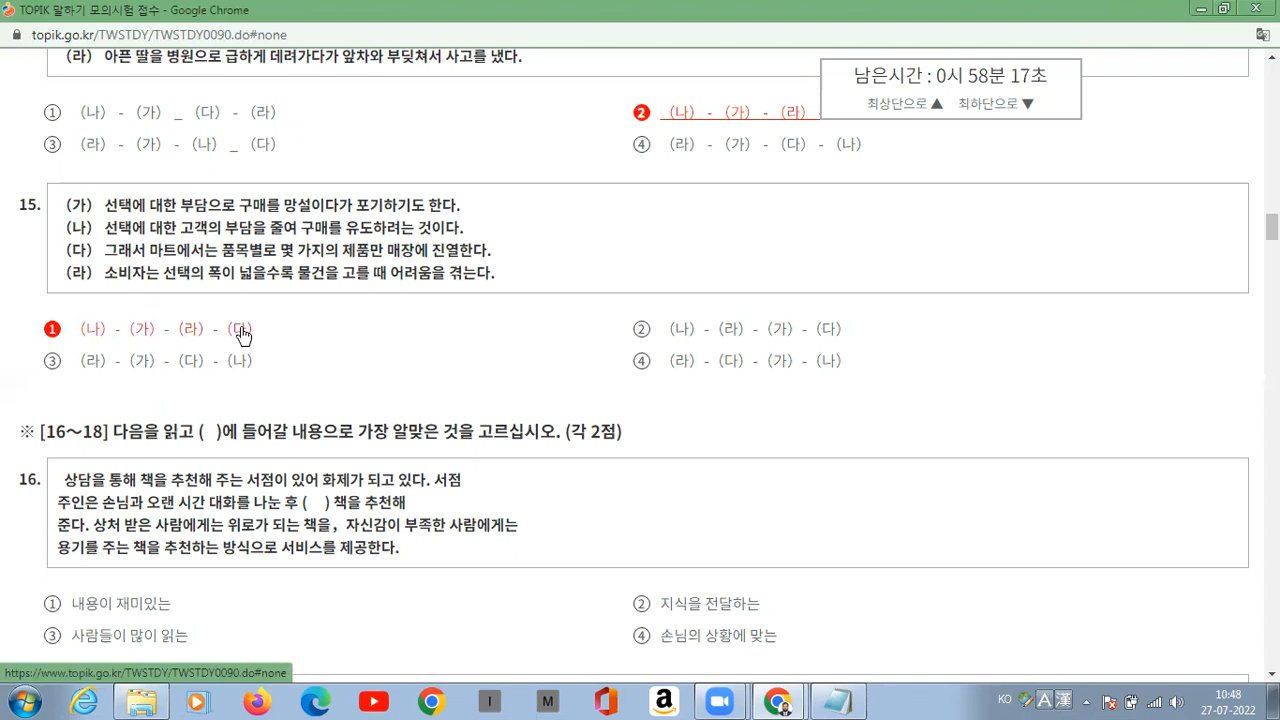 TOPIK 말하기 모의시험 접수 - Google Chrome
topik.go.kr/TWSTDY/TWSTDY0090.do#none
(라) 아픈 딸을 병원으로 급하게 데려가다가 앞차와 부딪쳐서 사고를 냈다.
남은시간 : 0시 58분 17초
최상단으로 ▲ 최하단으로 ▼
① (나) - (가) _ (다) - (라)
❷ (나) - (가) - (라) -
③ (라) - (가) - (나) _ (다)
④ (라) - (가) - (다) - (나)
15. (가) 선택에 대한 부담으로 구매를 망설이다가 포기하기도 한다.
(나) 선택에 대한 고객의 부담을 줄여 구매를 유도하려는 것이다.
(다) 그래서 마트에서는 품목별로 몇 가지의 제품만 매장에 진열한다.
(라) 소비자는 선택의 폭이 넓을수록 물건을 고를 때 어려움을 겪는다.
❶ (나) - (가) - (라) - (다)
② (나) - (라) - (가) - (다)
③ (라) - (가) - (다) - (나)
④ (라) - (다) - (가) - (나)
※ [16~18] 다음을 읽고 ( )에 들어갈 내용으로 가장 알맞은 것을 고르십시오. (각 2점)
16. 상담을 통해 책을 추천해 주는 서점이 있어 화제가 되고 있다. 서점
주인은 손님과 오랜 시간 대화를 나눈 후 ( ) 책을 추천해
준다. 상처 받은 사람에게는 위로가 되는 책을, 자신감이 부족한 사람에게는
용기를 주는 책을 추천하는 방식으로 서비스를 제공한다.
① 내용이 재미있는
② 지식을 전달하는
③ 사람들이 많이 읽는
④ 손님의 상황에 맞는
https://www.topik.go.kr/TWSTDY/TWSTDY0090.do#none
I
M
a
KO
A
漢
10:48
27-07-2022